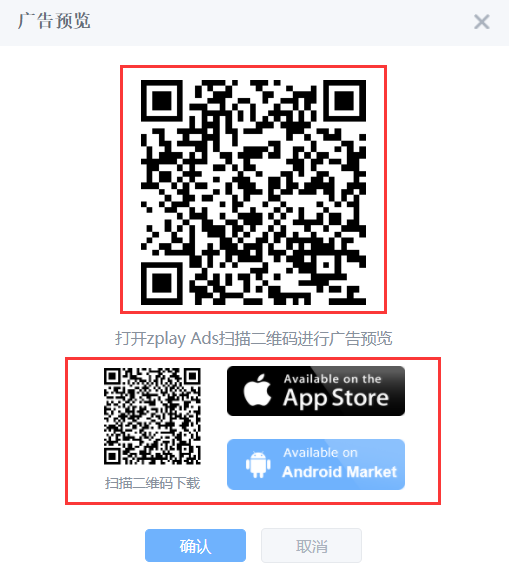 广告预览
打开zplay Ads扫描二维码进行广告预览
Available on the
App Store
Available on
Android Market
扫描二维码下载
确认
取消